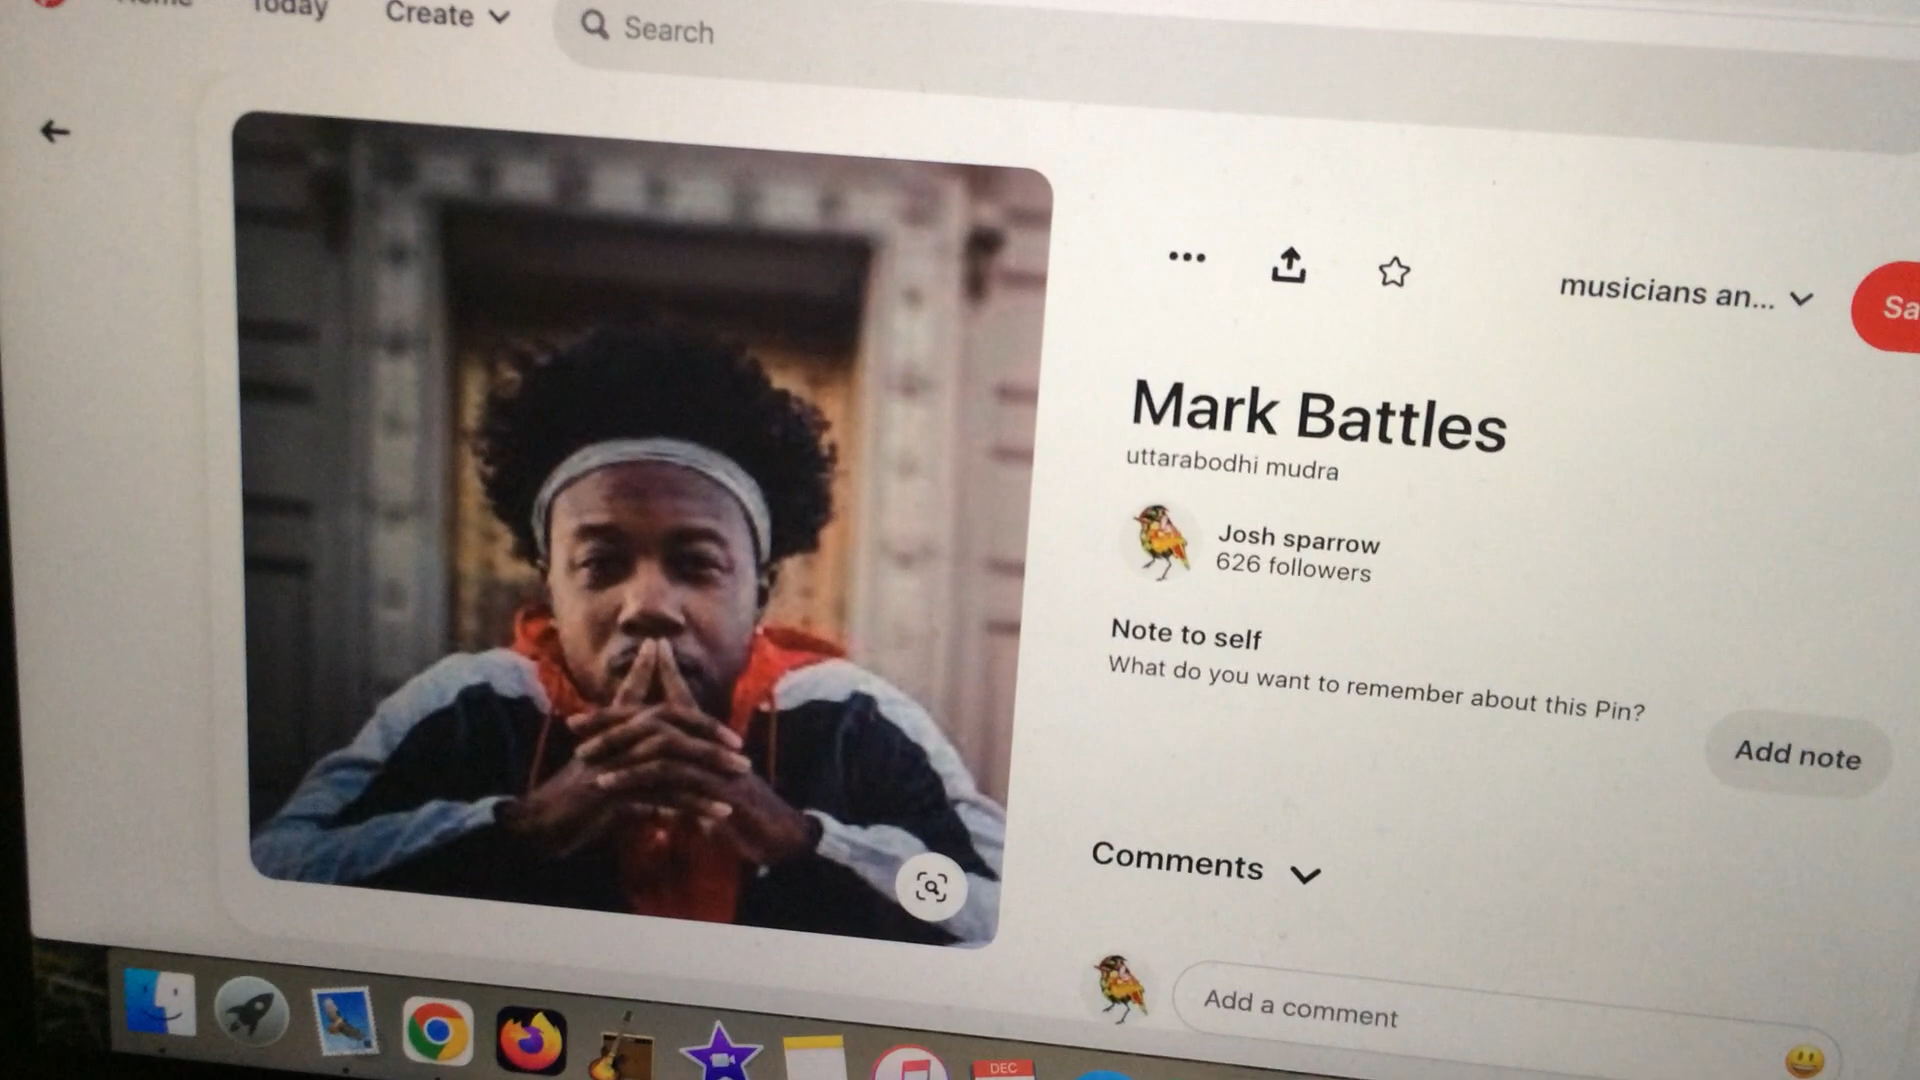 Home Today Create Search
musicians an...
Sa
Mark Battles
uttarabodhi mudra
Josh sparrow
626 followers
Note to self
What do you want to remember about this Pin?
Add note
Comments
Add a comment
DEC